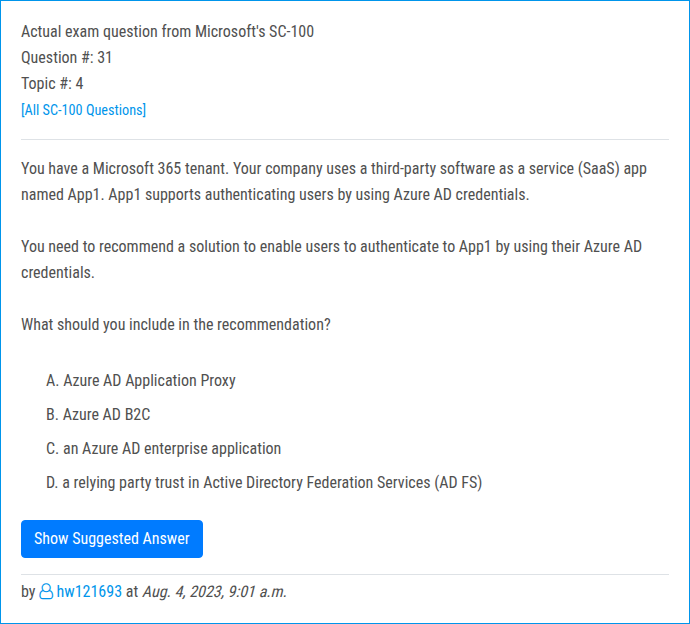 Actual exam question from Microsoft's SC-100
Question #: 31
Topic #: 4
[All SC-100 Questions]
You have a Microsoft 365 tenant. Your company uses a third-party software as a service (SaaS) app
named App1. App1 supports authenticating users by using Azure AD credentials.
You need to recommend a solution to enable users to authenticate to App1 by using their Azure AD
credentials.
What should you include in the recommendation?
A. Azure AD Application Proxy
B. Azure AD B2C
C. an Azure AD enterprise application
D. a relying party trust in Active Directory Federation Services (AD FS)
Show Suggested Answer
by hw121693 at Aug. 4, 2023, 9:01 a.m.